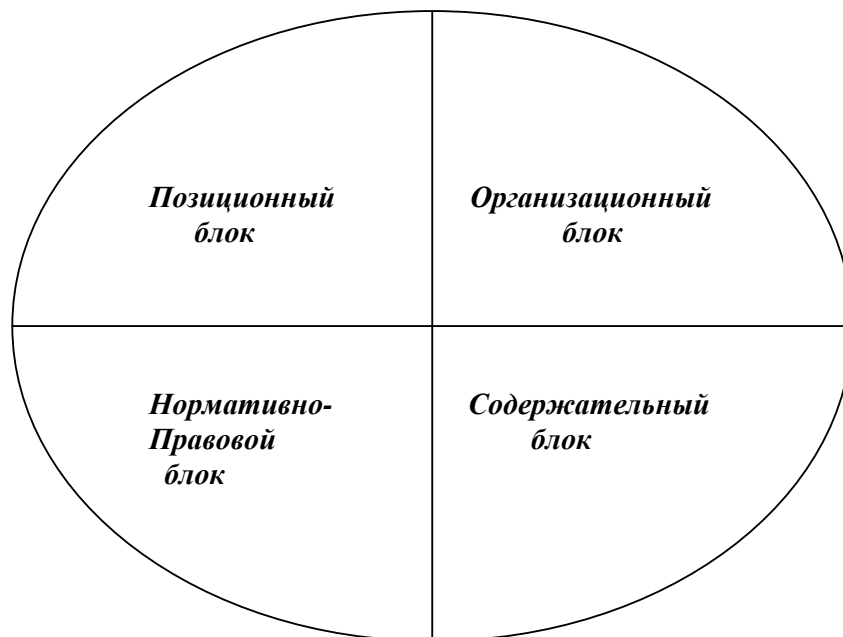 Позиционный
блок
Организационный
блок
Нормативно-
Правовой
блок
Содержательный
блок